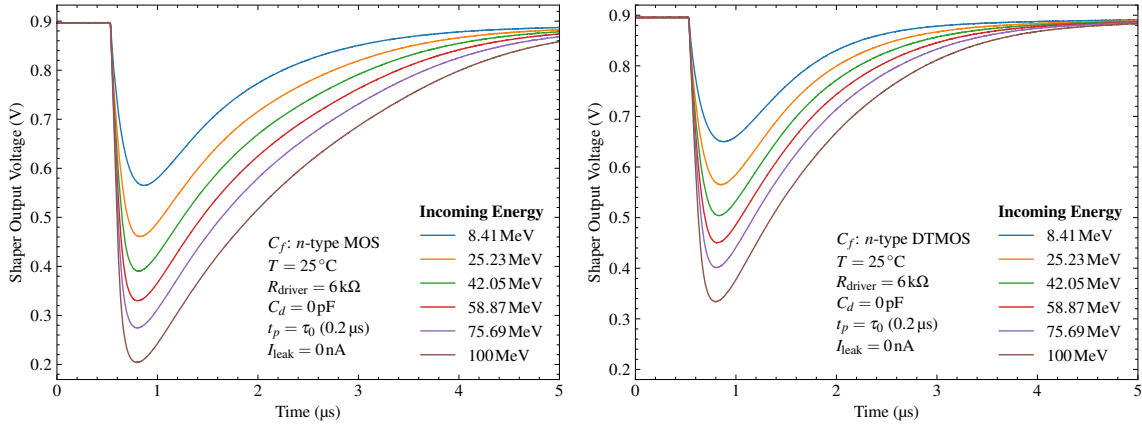 Shaper Output Voltage (V)
0.9
0.8
0.7
0.6
0.5
0.4
0.3
0.2
C_f: n-type MOS
T = 25 °C
R_driver = 6 kΩ
C_d = 0 pF
t_p = τ_0 (0.2 µs)
I_leak = 0 nA
Incoming Energy
8.41 MeV
25.23 MeV
42.05 MeV
58.87 MeV
75.69 MeV
100 MeV
0 1 2 3 4 5
Time (µs)
Shaper Output Voltage (V)
0.9
0.8
0.7
0.6
0.5
0.4
0.3
0.2
C_f: n-type DTMOS
T = 25 °C
R_driver = 6 kΩ
C_d = 0 pF
t_p = τ_0 (0.2 µs)
I_leak = 0 nA
Incoming Energy
8.41 MeV
25.23 MeV
42.05 MeV
58.87 MeV
75.69 MeV
100 MeV
0 1 2 3 4 5
Time (µs)